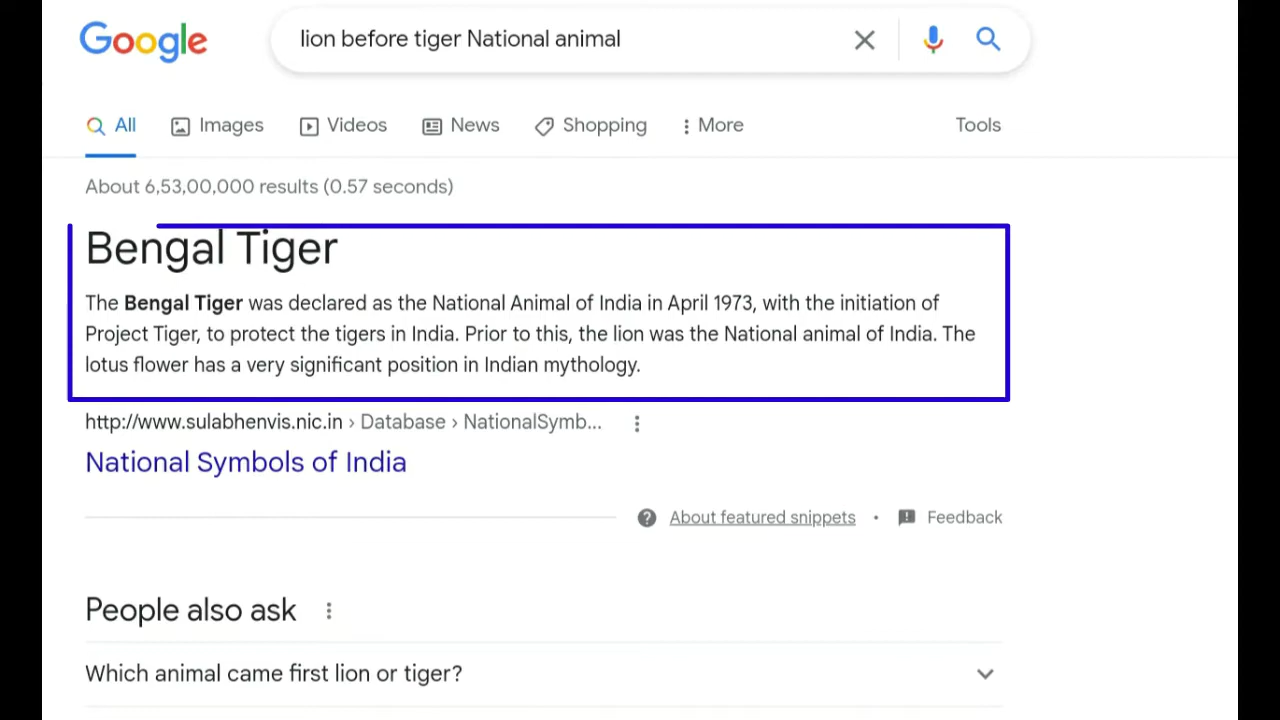 Google
lion before tiger National animal
All Images Videos News Shopping More Tools
About 6,53,00,000 results (0.57 seconds)
Bengal Tiger
The Bengal Tiger was declared as the National Animal of India in April 1973, with the initiation of
Project Tiger, to protect the tigers in India. Prior to this, the lion was the National animal of India. The
lotus flower has a very significant position in Indian mythology.
http://www.sulabhenvis.nic.in › Database › NationalSymb...
National Symbols of India
About featured snippets • Feedback
People also ask
Which animal came first lion or tiger?